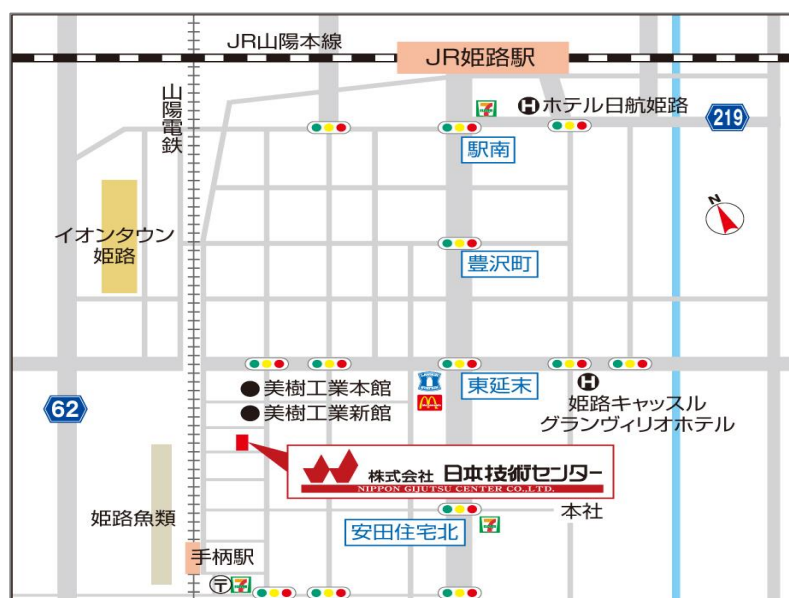 JR山陽本線
JR姫路駅
山陽電鉄
7
H ホテル日航姫路
219
駅南
N
イオンタウン
姫路
豊沢町
美樹工業本館
美樹工業新館
東延末
H
姫路キャッスル
グランヴィリオホテル
62
株式会社 日本技術センター
NIPPON GIJUTSU CENTER CO.,LTD.
姫路魚類
安田住宅北
7
本社
手柄駅
〒 7